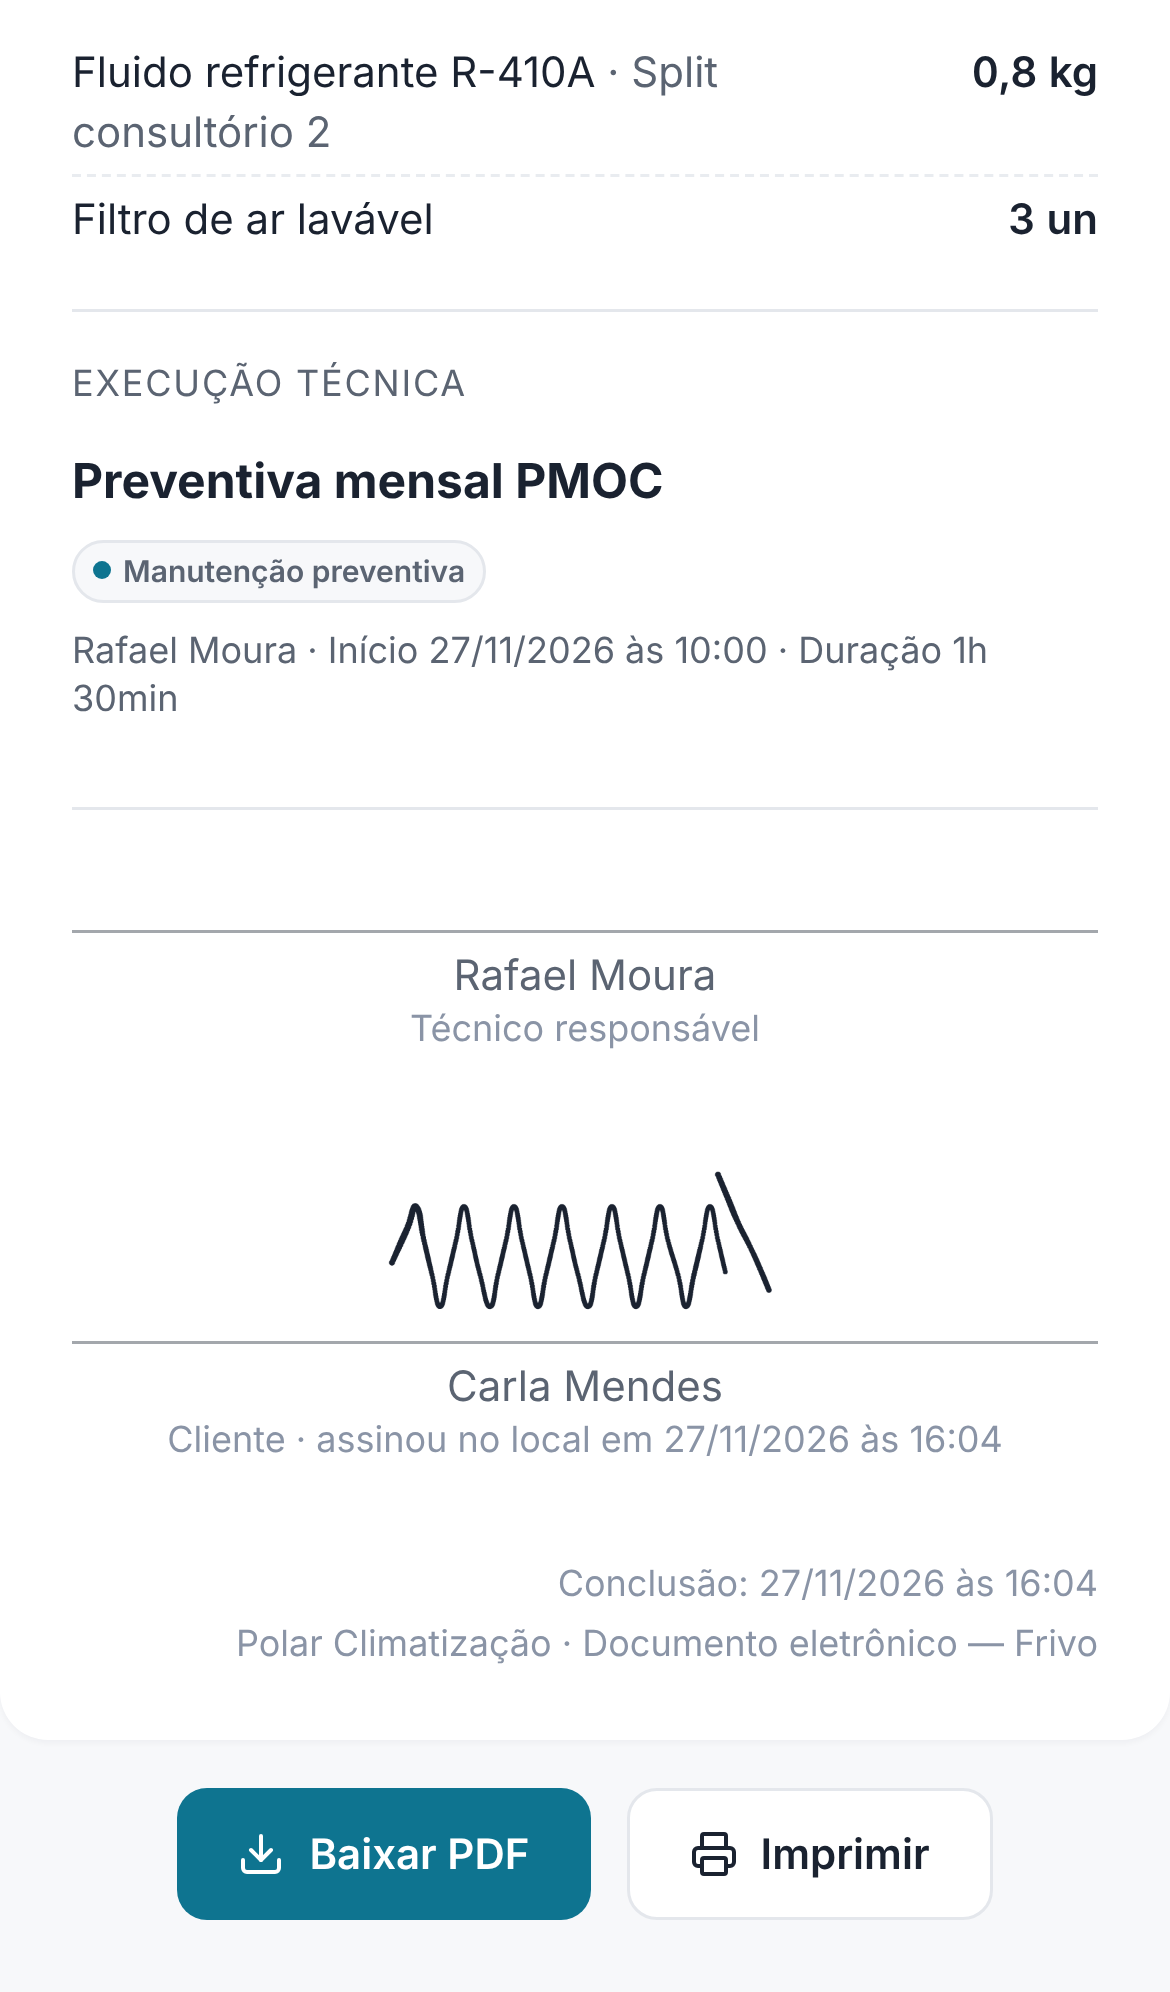 Fluido refrigerante R-410A · Split 0,8 kg
consultório 2
Filtro de ar lavável 3 un
EXECUÇÃO TÉCNICA
Preventiva mensal PMOC
Manutenção preventiva
Rafael Moura · Início 27/11/2026 às 10:00 · Duração 1h
30min
Rafael Moura
Técnico responsável
Carla Mendes
Cliente · assinou no local em 27/11/2026 às 16:04
Conclusão: 27/11/2026 às 16:04
Polar Climatização · Documento eletrônico — Frivo
Baixar PDF Imprimir